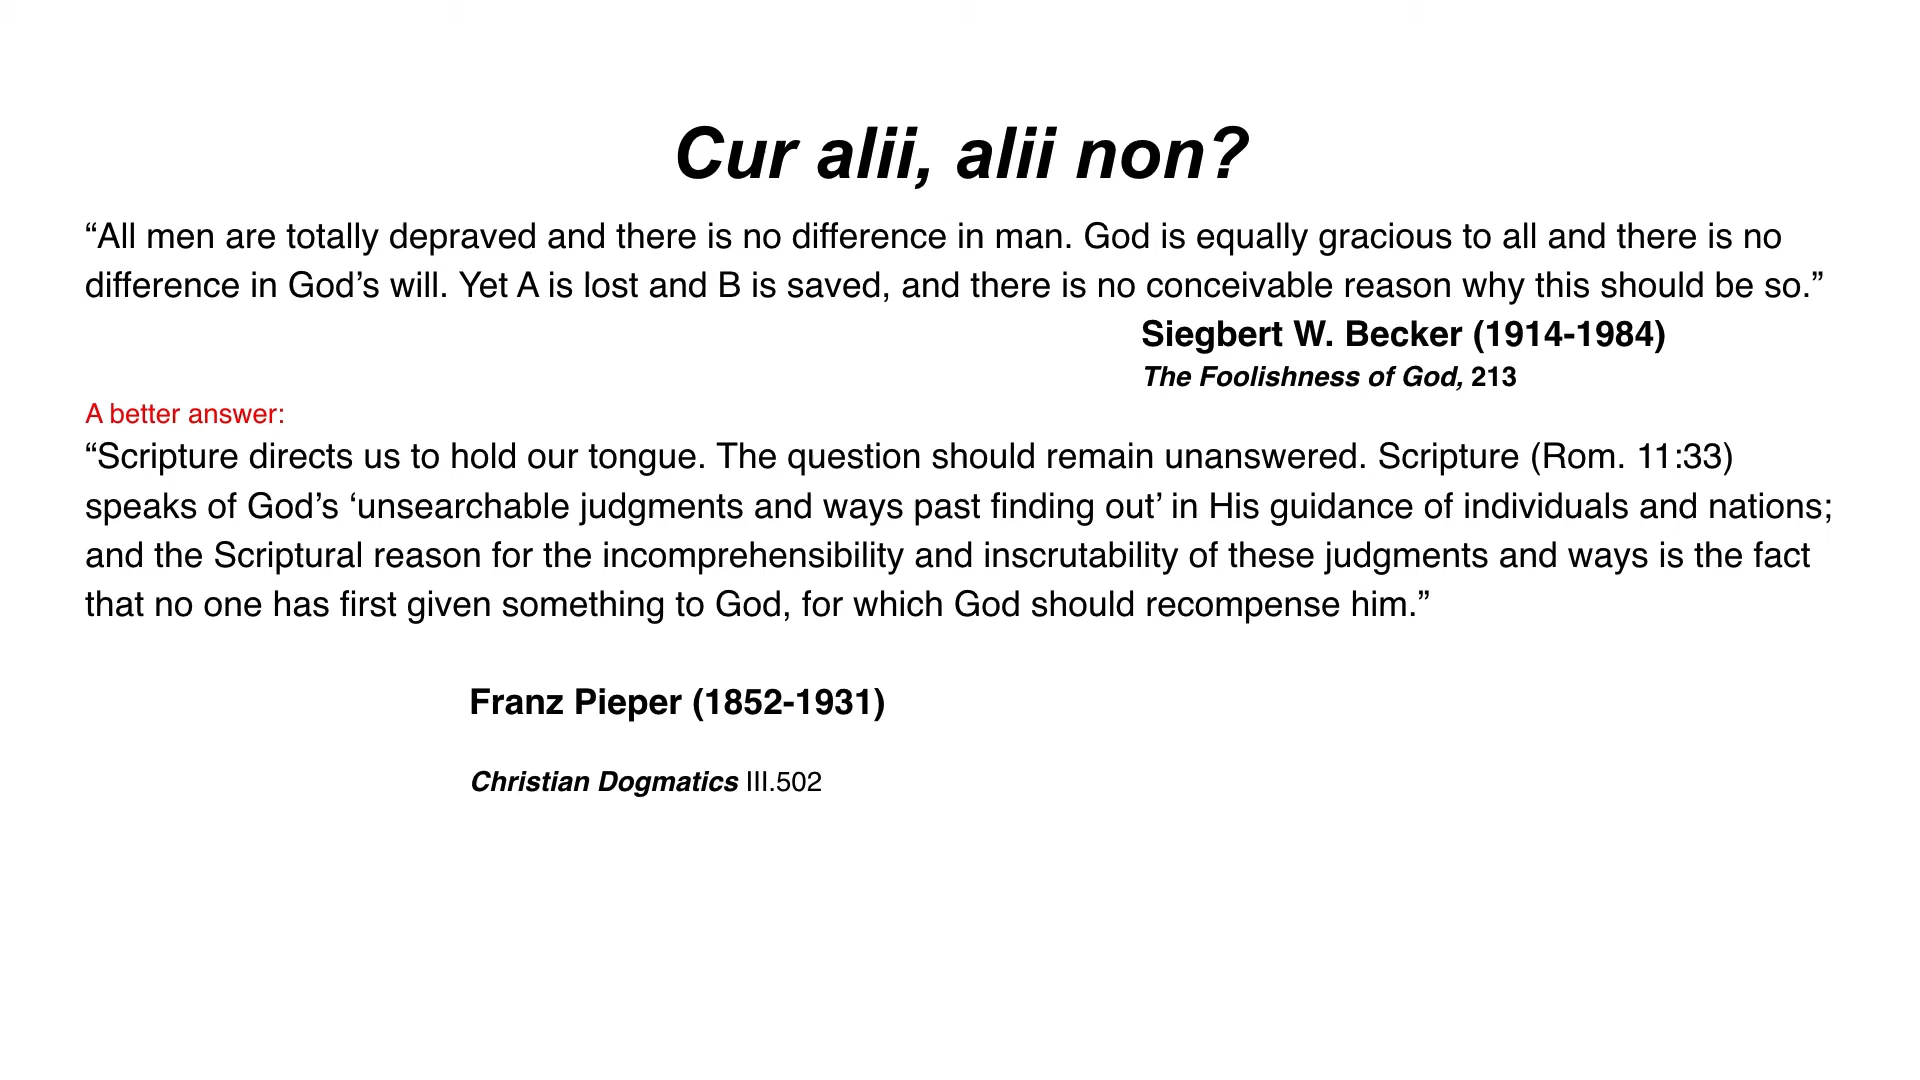 Cur alii, alii non?
“All men are totally depraved and there is no difference in man. God is equally gracious to all and there is no
difference in God’s will. Yet A is lost and B is saved, and there is no conceivable reason why this should be so.”
Siegbert W. Becker (1914-1984)
The Foolishness of God, 213
A better answer:
“Scripture directs us to hold our tongue. The question should remain unanswered. Scripture (Rom. 11:33)
speaks of God’s ‘unsearchable judgments and ways past finding out’ in His guidance of individuals and nations;
and the Scriptural reason for the incomprehensibility and inscrutability of these judgments and ways is the fact
that no one has first given something to God, for which God should recompense him.”
Franz Pieper (1852-1931)
Christian Dogmatics III.502